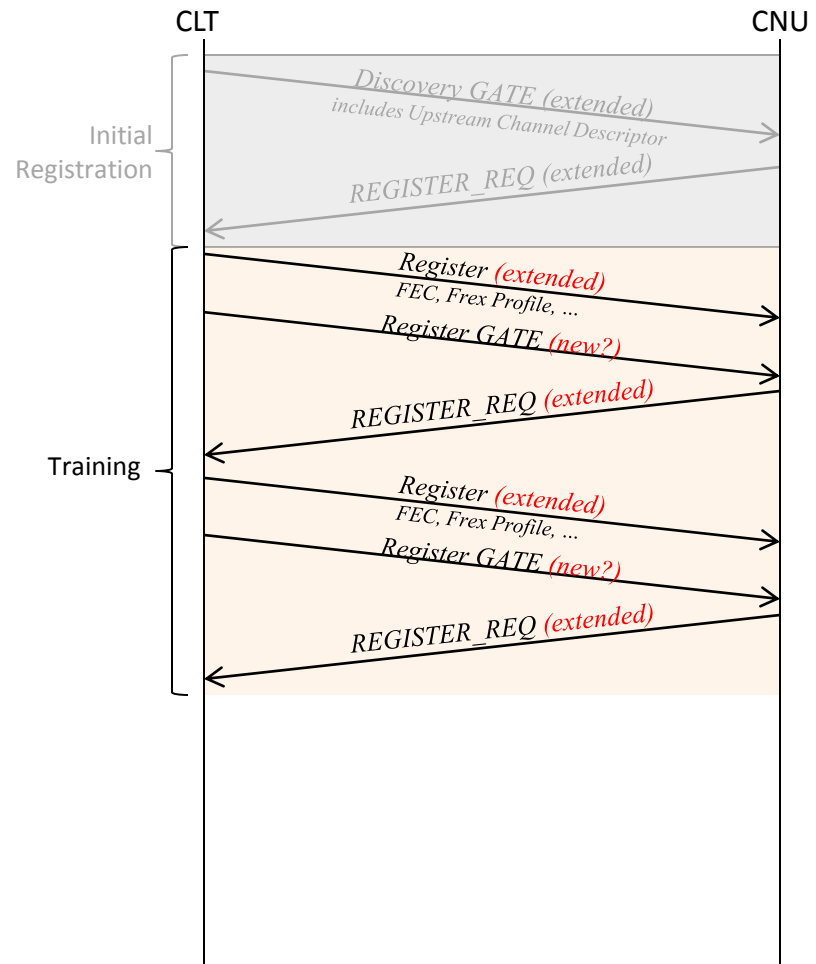 CLT
CNU
Discovery GATE (extended)
includes Upstream Channel Descriptor
Initial
Registration
REGISTER_REQ (extended)
Register (extended)
FEC, Frex Profile, ...
Register GATE (new?)
REGISTER_REQ (extended)
Training
Register (extended)
FEC, Frex Profile, ...
Register GATE (new?)
REGISTER_REQ (extended)